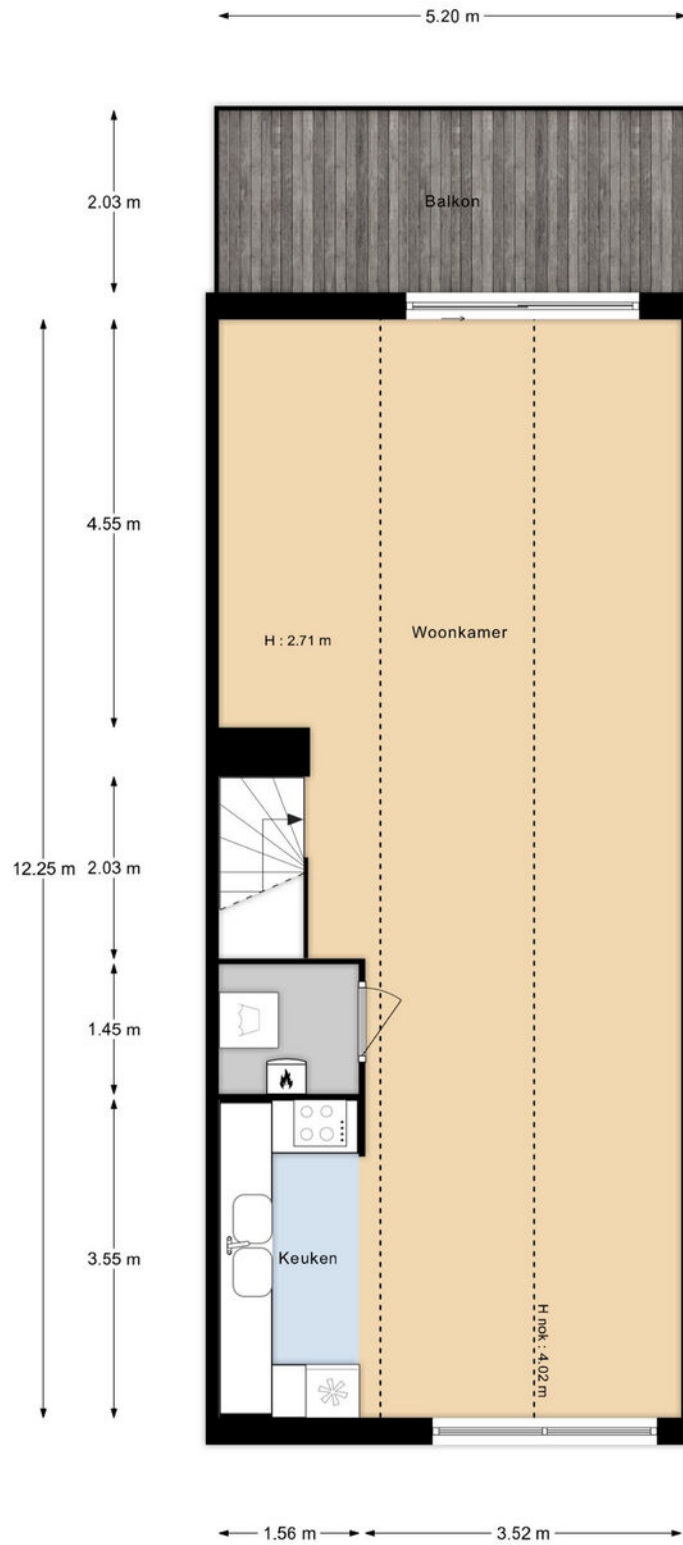 5.20 m
2.03 m
Balkon
4.55 m
Woonkamer
H : 2.71 m
12.25 m
2.03 m
1.45 m
3.55 m
Keuken
H nok : 4.02 m
1.56 m
3.52 m